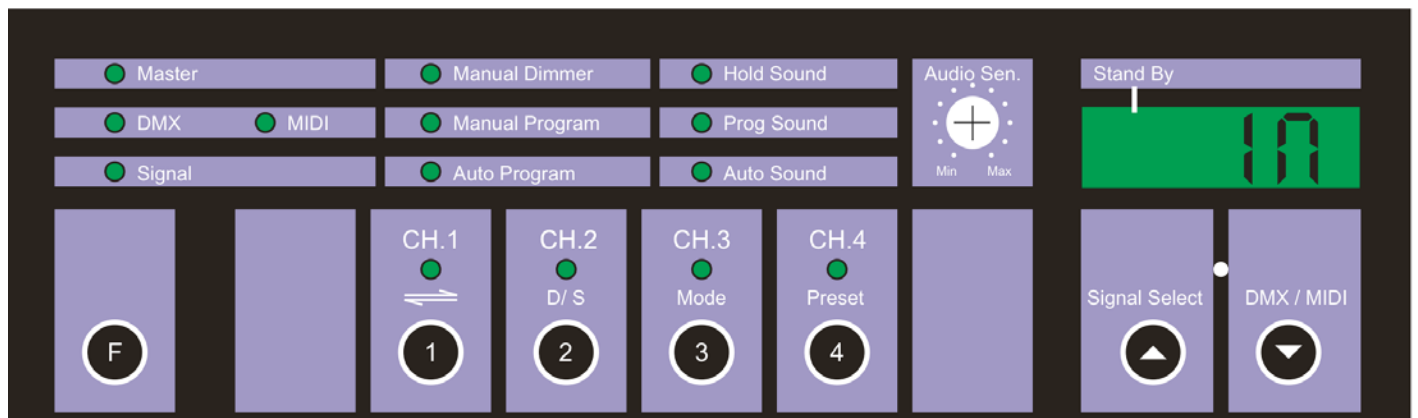 Master
Manual Dimmer
Hold Sound
Audio Sen.
Stand By
DMX
MIDI
Manual Program
Prog Sound
Signal
Auto Program
Auto Sound
Min
Max
1n
CH.1
CH.2
CH.3
CH.4
D/ S
Mode
Preset
Signal Select
DMX / MIDI
F
1
2
3
4